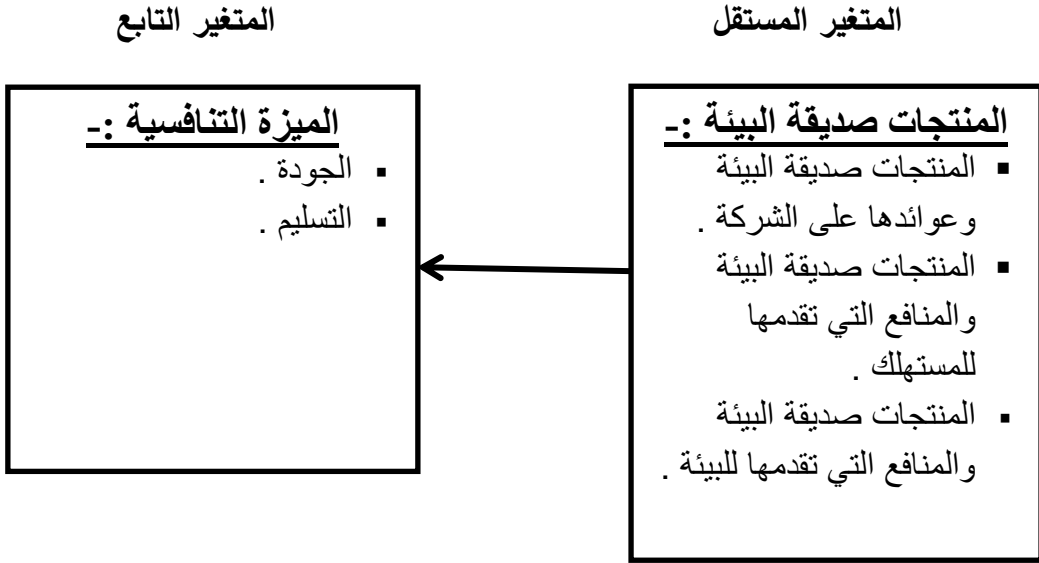 المتغير المستقل
المتغير التابع
المنتجات صديقة البيئة :-
▪ المنتجات صديقة البيئة
وعوائدها على الشركة .
▪ المنتجات صديقة البيئة
والمنافع التي تقدمها
للمستهلك .
▪ المنتجات صديقة البيئة
والمنافع التي تقدمها للبيئة .
الميزة التنافسية :-
▪ الجودة .
▪ التسليم .